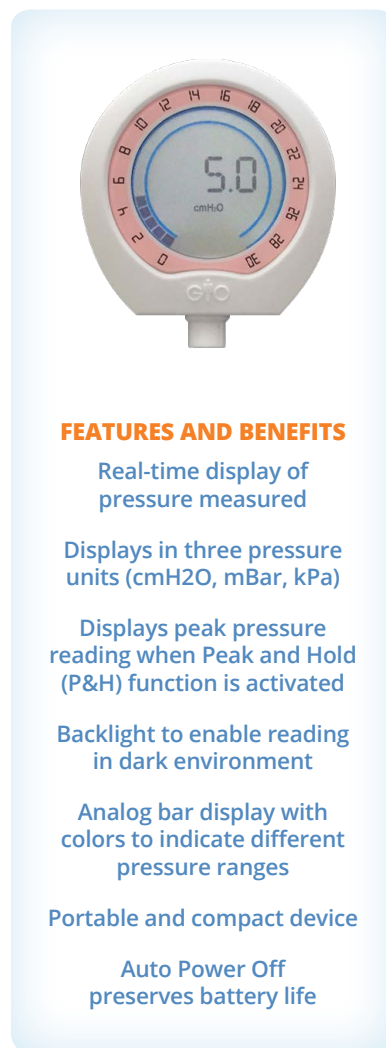 0 2 4 6 8 10 12 14 16 18 20 22 24 26 28 30
5.0
cmH₂O
GTO
FEATURES AND BENEFITS
Real-time display of
pressure measured
Displays in three pressure
units (cmH2O, mBar, kPa)
Displays peak pressure
reading when Peak and Hold
(P&H) function is activated
Backlight to enable reading
in dark environment
Analog bar display with
colors to indicate different
pressure ranges
Portable and compact device
Auto Power Off
preserves battery life